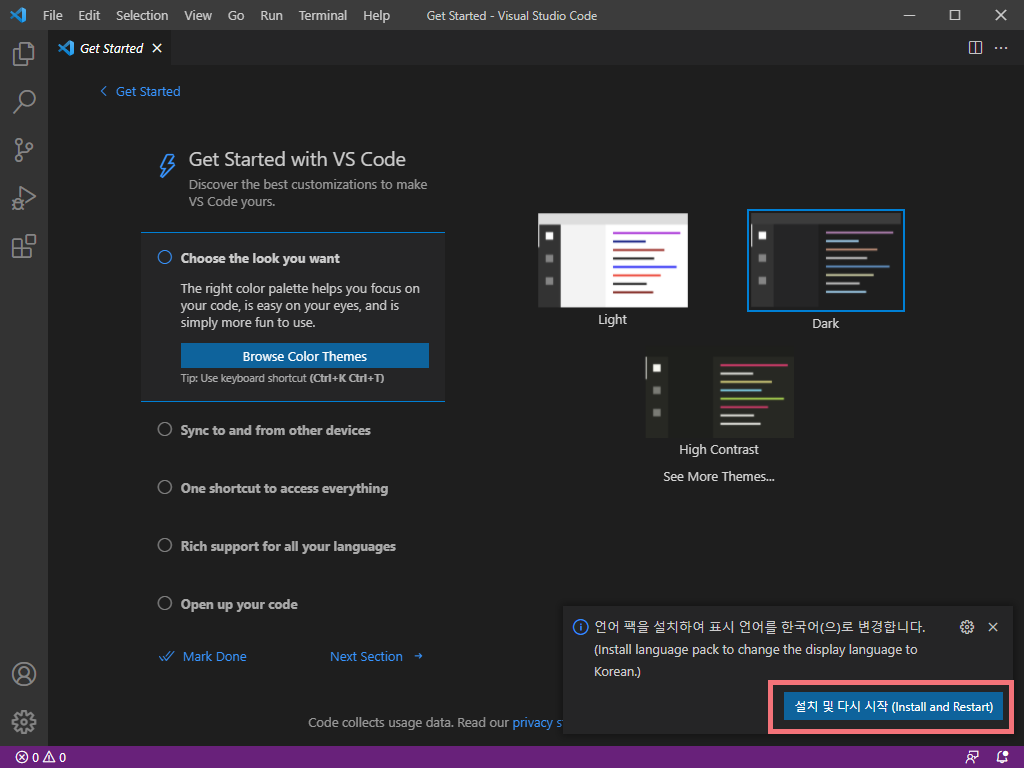 File Edit Selection View Go Run Terminal Help Get Started - Visual Studio Code
Get Started
Get Started
Get Started with VS Code
Discover the best customizations to make
VS Code yours.
Choose the look you want
The right color palette helps you focus on
your code, is easy on your eyes, and is
simply more fun to use.
Browse Color Themes
Tip: Use keyboard shortcut (Ctrl+K Ctrl+T)
Sync to and from other devices
One shortcut to access everything
Rich support for all your languages
Open up your code
Mark Done Next Section
Light
Dark
High Contrast
See More Themes...
Code collects usage data. Read our privacy
언어 팩을 설치하여 표시 언어를 한국어(으)로 변경합니다.
(Install language pack to change the display language to
Korean.)
설치 및 다시 시작 (Install and Restart)
0 0